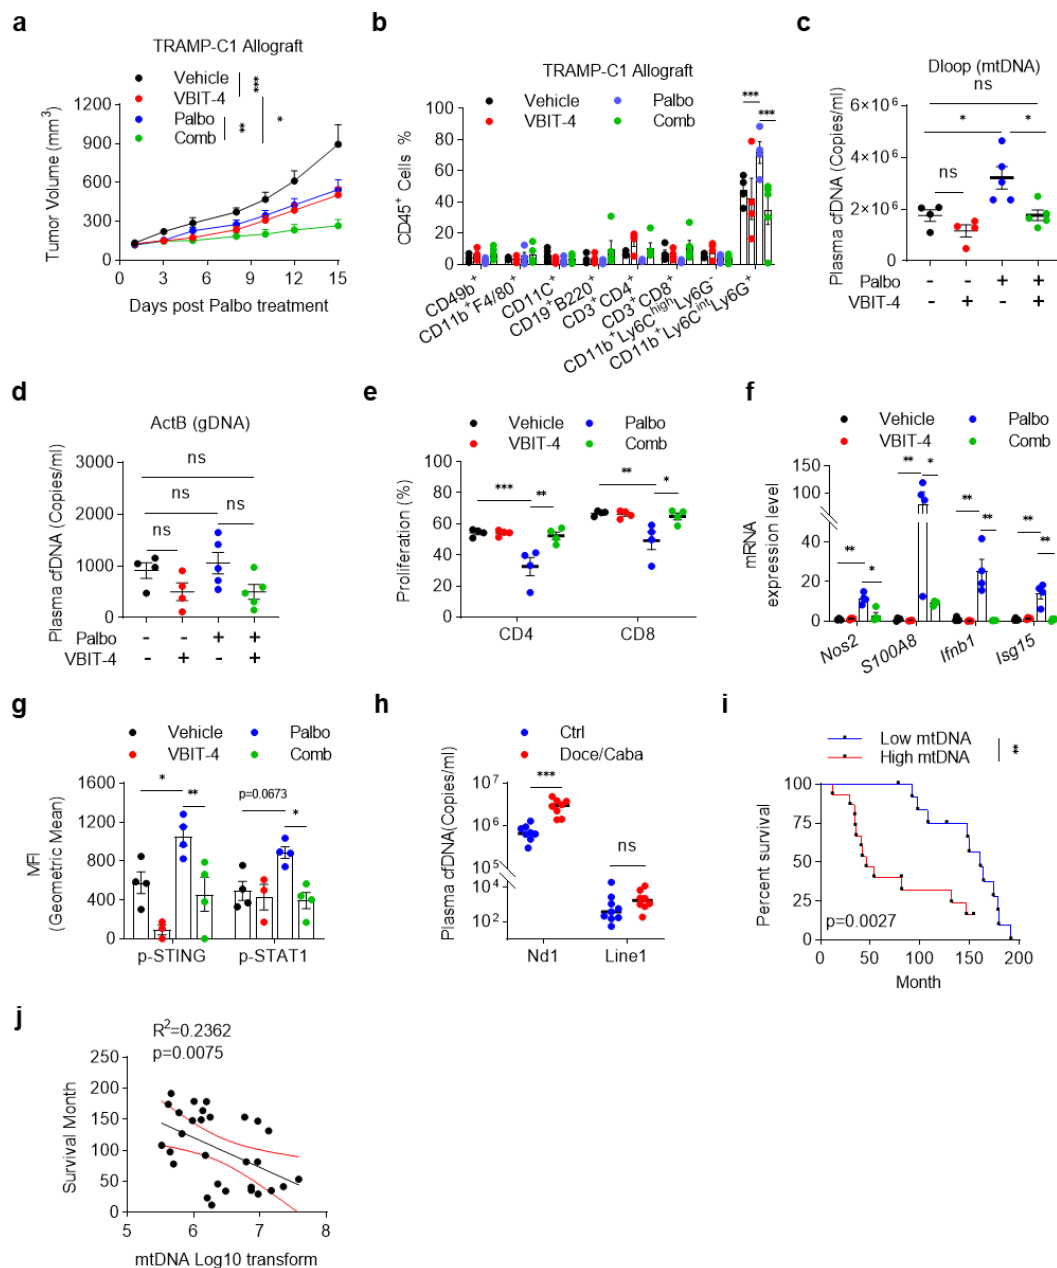 a
TRAMP-C1 Allograft
Vehicle
VBIT-4
Palbo
Comb
***
**
*
Tumor Volume (mm³)
1200
900
600
300
0
0 3 6 9 12 15
Days post Palbo treatment
b
TRAMP-C1 Allograft
Vehicle Palbo
VBIT-4 Comb
*** ***
CD45⁺ Cells %
100
80
60
40
20
0
CD49b⁺
CD11b⁺F4/80⁺
CD11C⁺
CD19⁺B220⁺
CD3⁺CD4⁺
CD3⁺CD8⁺
CD11b⁺Ly6C^high Ly6G⁻
CD11b⁺Ly6C^int Ly6G⁺
c
Dloop (mtDNA)
ns
* *
ns
Plasma cfDNA (Copies/ml)
6×10⁶
4×10⁶
2×10⁶
0
Palbo - - + +
VBIT-4 - + - +
d
ActB (gDNA)
ns
ns
ns ns
Plasma cfDNA (Copies/ml)
3000
2000
1000
0
Palbo - - + +
VBIT-4 - + - +
e
Vehicle Palbo
VBIT-4 Comb
*** ** ** *
Proliferation (%)
100
80
60
40
20
0
CD4 CD8
f
Vehicle Palbo
VBIT-4 Comb
** * ** * ** ** ** **
mRNA
expression level
150
100
40
20
0
Nos2
S100A8
Ifnb1
Isg15
g
Vehicle Palbo
VBIT-4 Comb
* ** p=0.0673 *
MFI
(Geometric Mean)
1600
1200
800
400
0
p-STING p-STAT1
h
Ctrl
Doce/Caba
***
ns
Plasma cfDNA(Copies/ml)
10⁷
10⁶
10⁵
10⁴
10²
Nd1 Line1
i
Low mtDNA
High mtDNA
**
Percent survival
100
75
50
25
0
p=0.0027
0 50 100 150 200
Month
j
R²=0.2362
p=0.0075
Survival Month
250
200
150
100
50
0
5 6 7 8
mtDNA Log10 transform